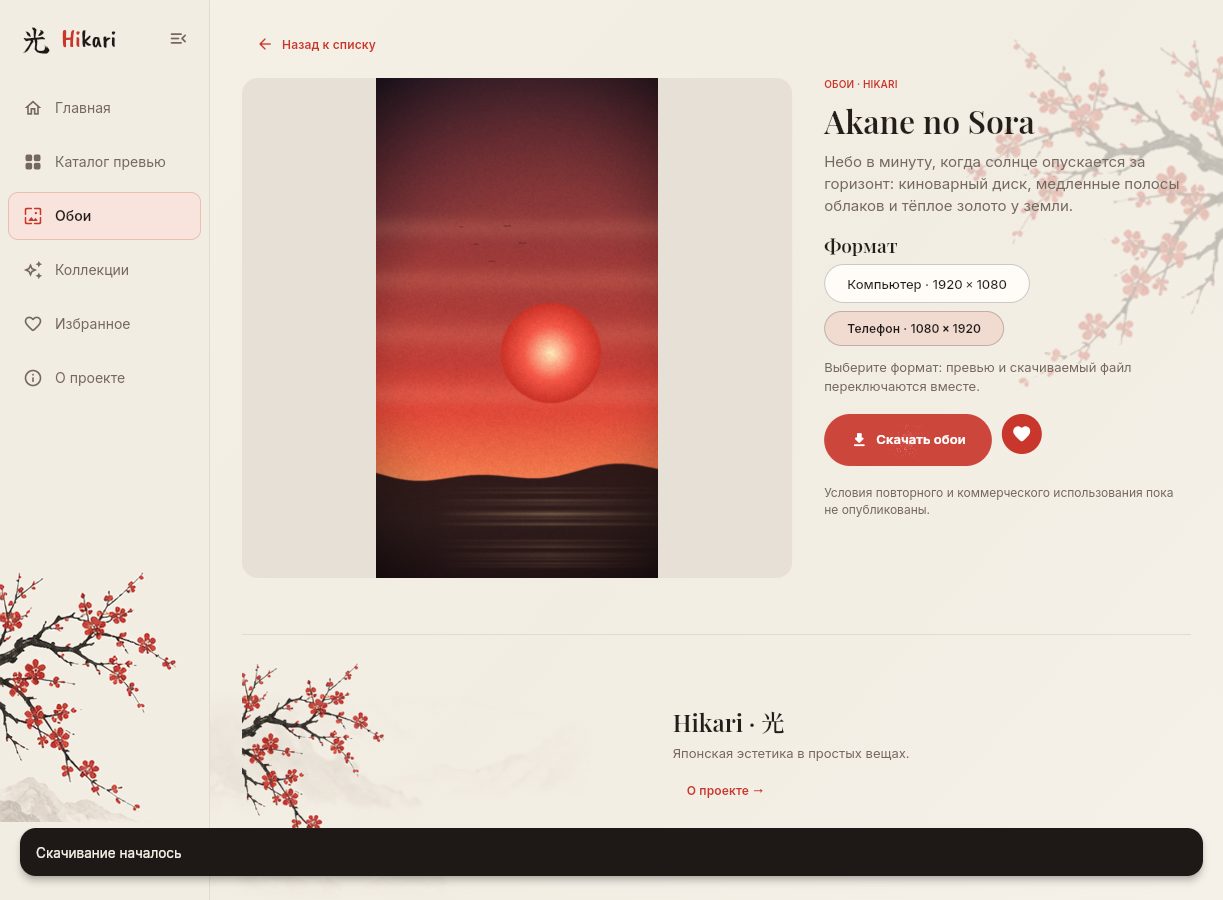 光 Hikari
Главная
Каталог превью
Обои
Коллекции
Избранное
О проекте
Назад к списку
ОБОИ · HIKARI
Akane no Sora
Небо в минуту, когда солнце опускается за
горизонт: киноварный диск, медленные полосы
облаков и тёплое золото у земли.
Формат
Компьютер · 1920 × 1080
Телефон · 1080 × 1920
Выберите формат: превью и скачиваемый файл
переключаются вместе.
Скачать обои
Условия повторного и коммерческого использования пока
не опубликованы.
Hikari · 光
Японская эстетика в простых вещах.
О проекте →
Скачивание началось